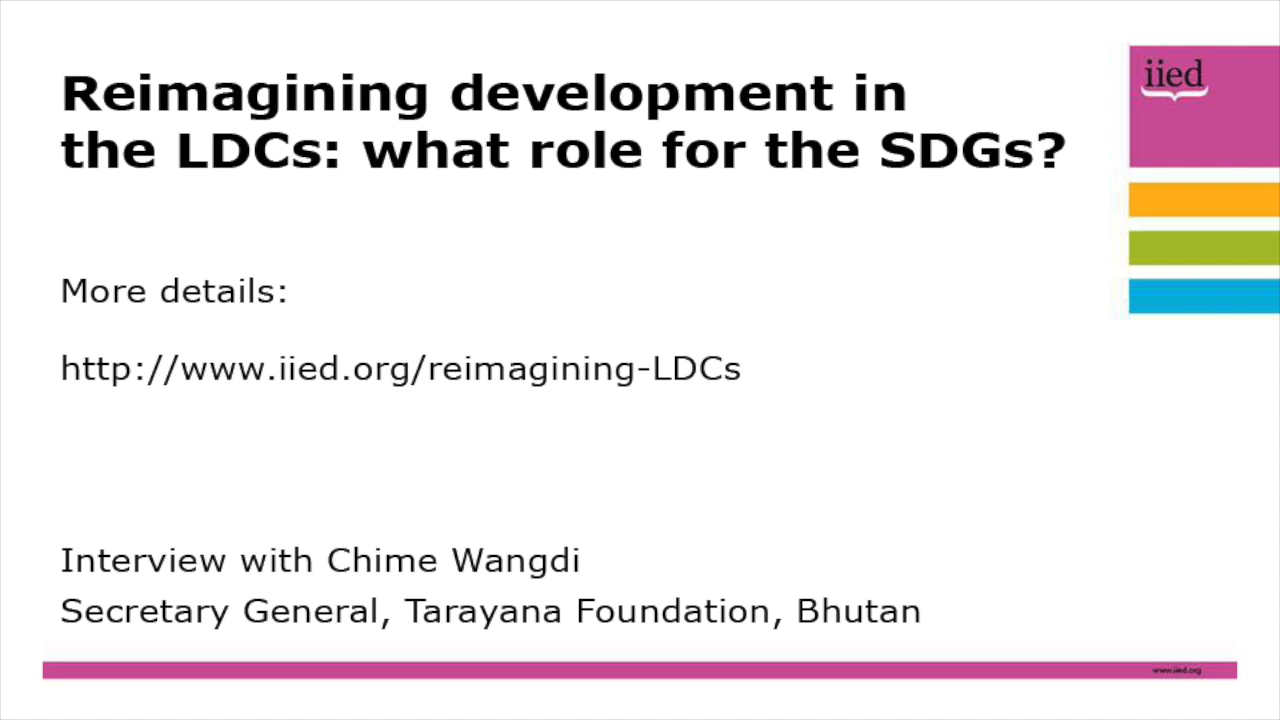 Reimagining development in
the LDCs: what role for the SDGs?
iied
More details:
http://www.iied.org/reimagining-LDCs
Interview with Chime Wangdi
Secretary General, Tarayana Foundation, Bhutan
www.iied.org